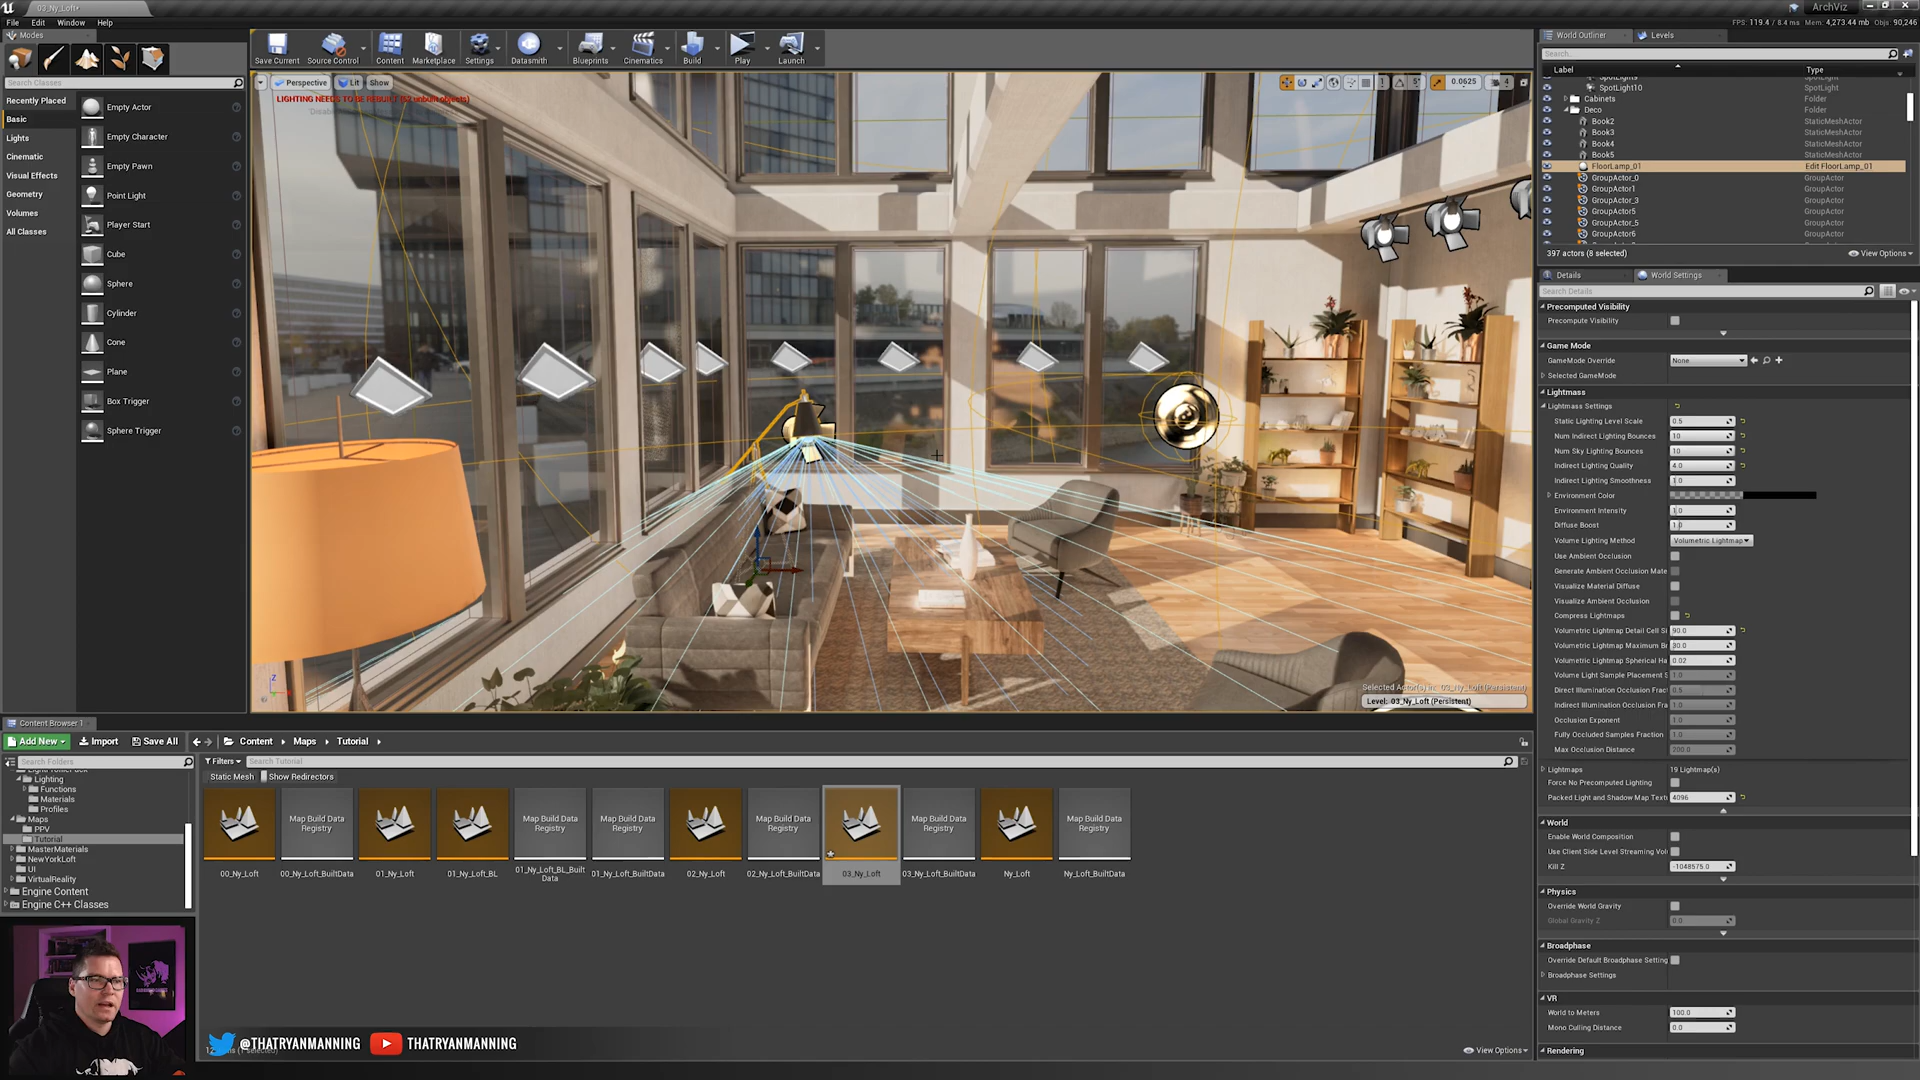 03_Ny_Loft•
ArchViz
File Edit Window Help
FPS: 119.4 / 8.4 ms Mem: 4,273.44 mb Objs: 90,246
Modes
Search Classes
Recently Placed
Basic
Lights
Cinematic
Visual Effects
Geometry
Volumes
All Classes
Empty Actor
Empty Character
Empty Pawn
Point Light
Player Start
Cube
Sphere
Cylinder
Cone
Plane
Box Trigger
Sphere Trigger
Save Current
Source Control
Content
Marketplace
Settings
Datasmith
Blueprints
Cinematics
Build
Play
Launch
Perspective Lit Show
1 5° 0.0625 4
Selected Actor(s) in: 03_Ny_Loft (Persistent)
Level: 03_Ny_Loft (Persistent)
World Outliner Levels
Search...
Label Type
SpotLight10 SpotLight
Cabinets Folder
Deco Folder
Book2 StaticMeshActor
Book3 StaticMeshActor
Book4 StaticMeshActor
Book5 StaticMeshActor
FloorLamp_01 Edit FloorLamp_01
GroupActor_0 GroupActor
GroupActor1 GroupActor
GroupActor_3 GroupActor
GroupActor5 GroupActor
GroupActor_5 GroupActor
GroupActor6 GroupActor
397 actors (8 selected) View Options
Details World Settings
Search Details
Precomputed Visibility
Precompute Visibility
Game Mode
GameMode Override None
Selected GameMode
Lightmass
Lightmass Settings
Static Lighting Level Scale 0.5
Num Indirect Lighting Bounces 10
Num Sky Lighting Bounces 10
Indirect Lighting Quality 4.0
Indirect Lighting Smoothness 1.0
Environment Color
Environment Intensity 1.0
Diffuse Boost 1.0
Volume Lighting Method Volumetric Lightmap
Use Ambient Occlusion
Generate Ambient Occlusion Mate
Visualize Material Diffuse
Visualize Ambient Occlusion
Compress Lightmaps
Volumetric Lightmap Detail Cell Si 90.0
Volumetric Lightmap Maximum Br 30.0
Volumetric Lightmap Spherical Ha 0.02
Volume Light Sample Placement S 1.0
Direct Illumination Occlusion Frac 0.5
Indirect Illumination Occlusion Fra 1.0
Occlusion Exponent 1.0
Fully Occluded Samples Fraction 1.0
Max Occlusion Distance 200.0
Lightmaps 19 Lightmap(s)
Force No Precomputed Lighting
Packed Light and Shadow Map Text 4096
World
Enable World Composition
Use Client Side Level Streaming Vol
Kill Z -1048575.0
Physics
Override World Gravity
Global Gravity Z 0.0
Broadphase
Override Default Broadphase Setting
Broadphase Settings
VR
World to Meters 100.0
Mono Culling Distance 0.0
Rendering
Content Browser 1
Add New Import Save All Content Maps Tutorial
Search Folders
Lighting
Functions
Materials
Profiles
Maps
PPV
Tutorial
MasterMaterials
NewYorkLoft
UI
VirtualReality
Engine Content
Engine C++ Classes
Filters Search Tutorial
Static Mesh Show Redirectors
Map Build Data Registry
Map Build Data Registry
Map Build Data Registry
Map Build Data Registry
Map Build Data Registry
Map Build Data Registry
00_Ny_Loft
00_Ny_Loft_BuiltData
01_Ny_Loft
01_Ny_Loft_BL
01_Ny_Loft_BL_Built Data
01_Ny_Loft_BuiltData
02_Ny_Loft
02_Ny_Loft_BuiltData
03_Ny_Loft
03_Ny_Loft_BuiltData
Ny_Loft
Ny_Loft_BuiltData
@THATRYANMANNING THATRYANMANNING
View Options